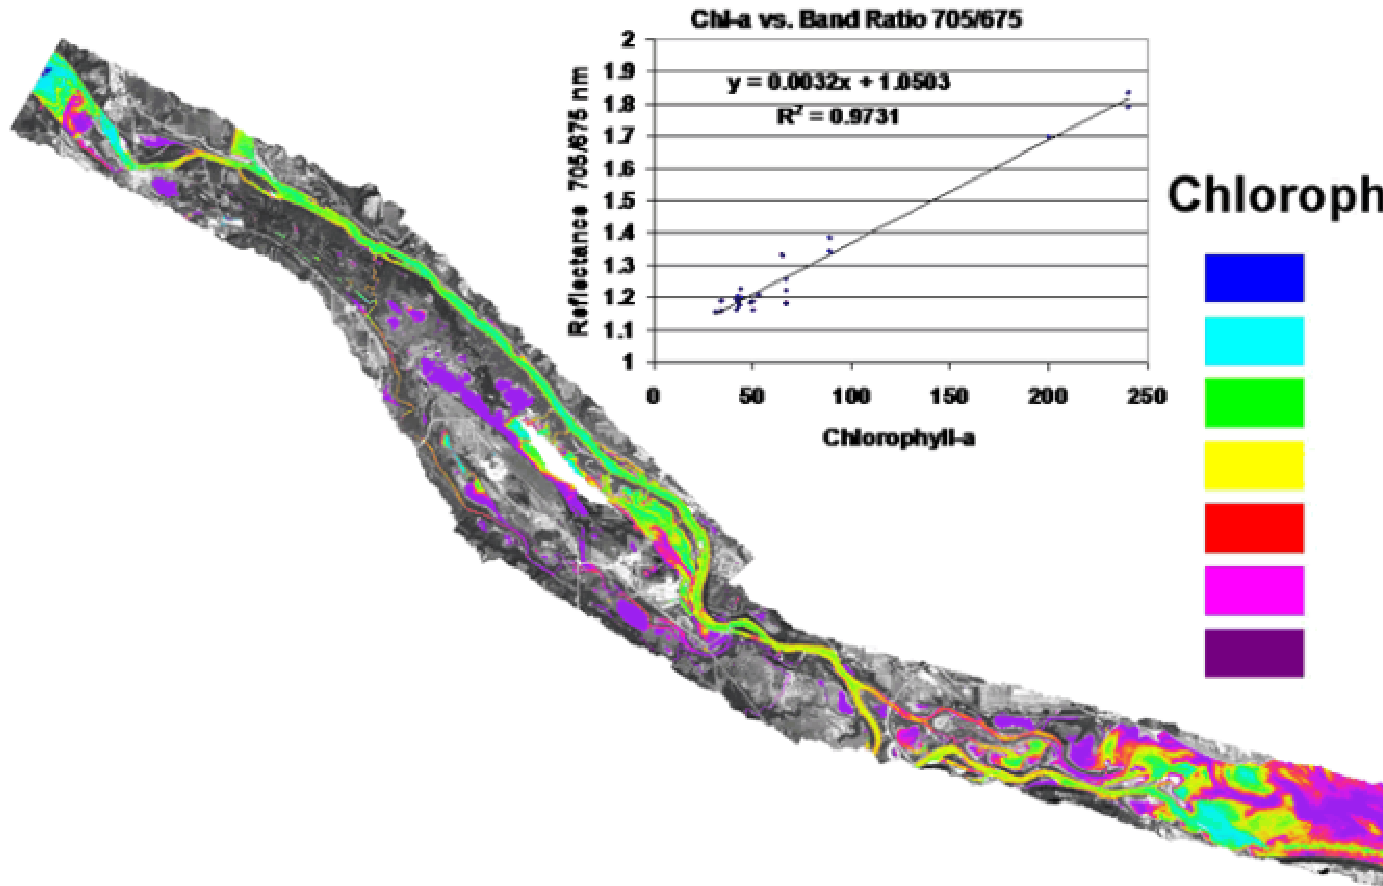 Chl-a vs. Band Ratio 705/675
2
1.9
1.8
1.7
1.6
1.5
1.4
1.3
1.2
1.1
1
y = 0.0032x + 1.0503
R² = 0.9731
Reflectance 705/675 nm
0
50
100
150
200
250
Chlorophyll-a
Chloroph